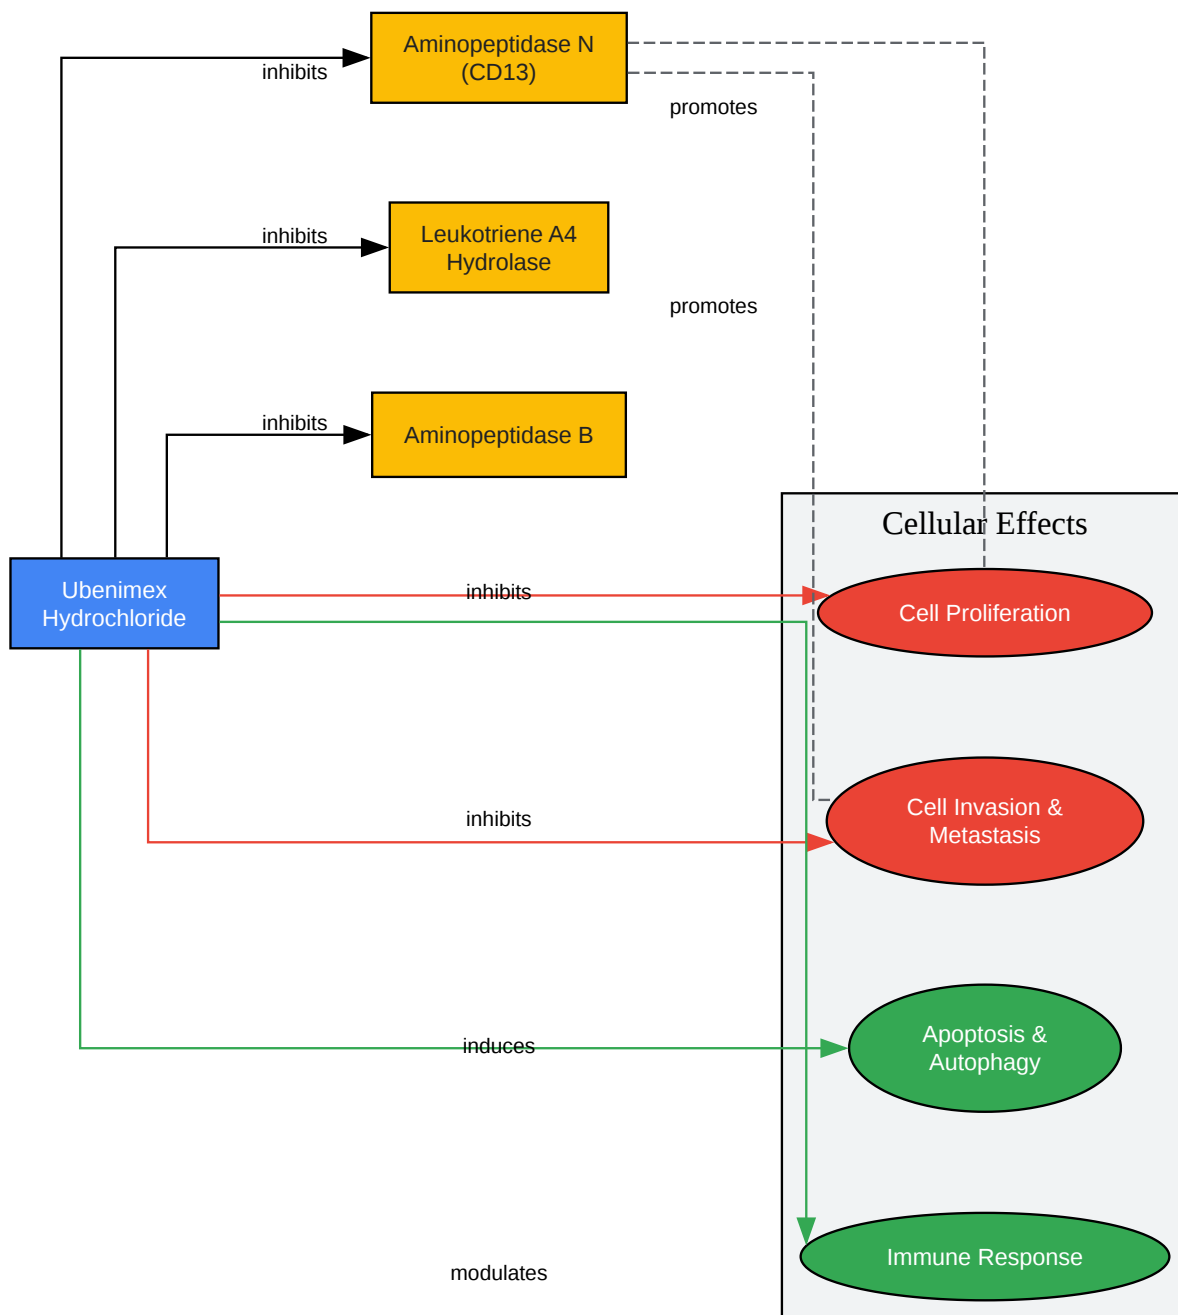 Aminopeptidase N
(CD13)
inhibits
promotes
Leukotriene A4
Hydrolase
inhibits
promotes
Aminopeptidase B
inhibits
Cellular Effects
Ubenimex
Hydrochloride
inhibits
Cell Proliferation
inhibits
Cell Invasion &
Metastasis
induces
Apoptosis &
Autophagy
modulates
Immune Response